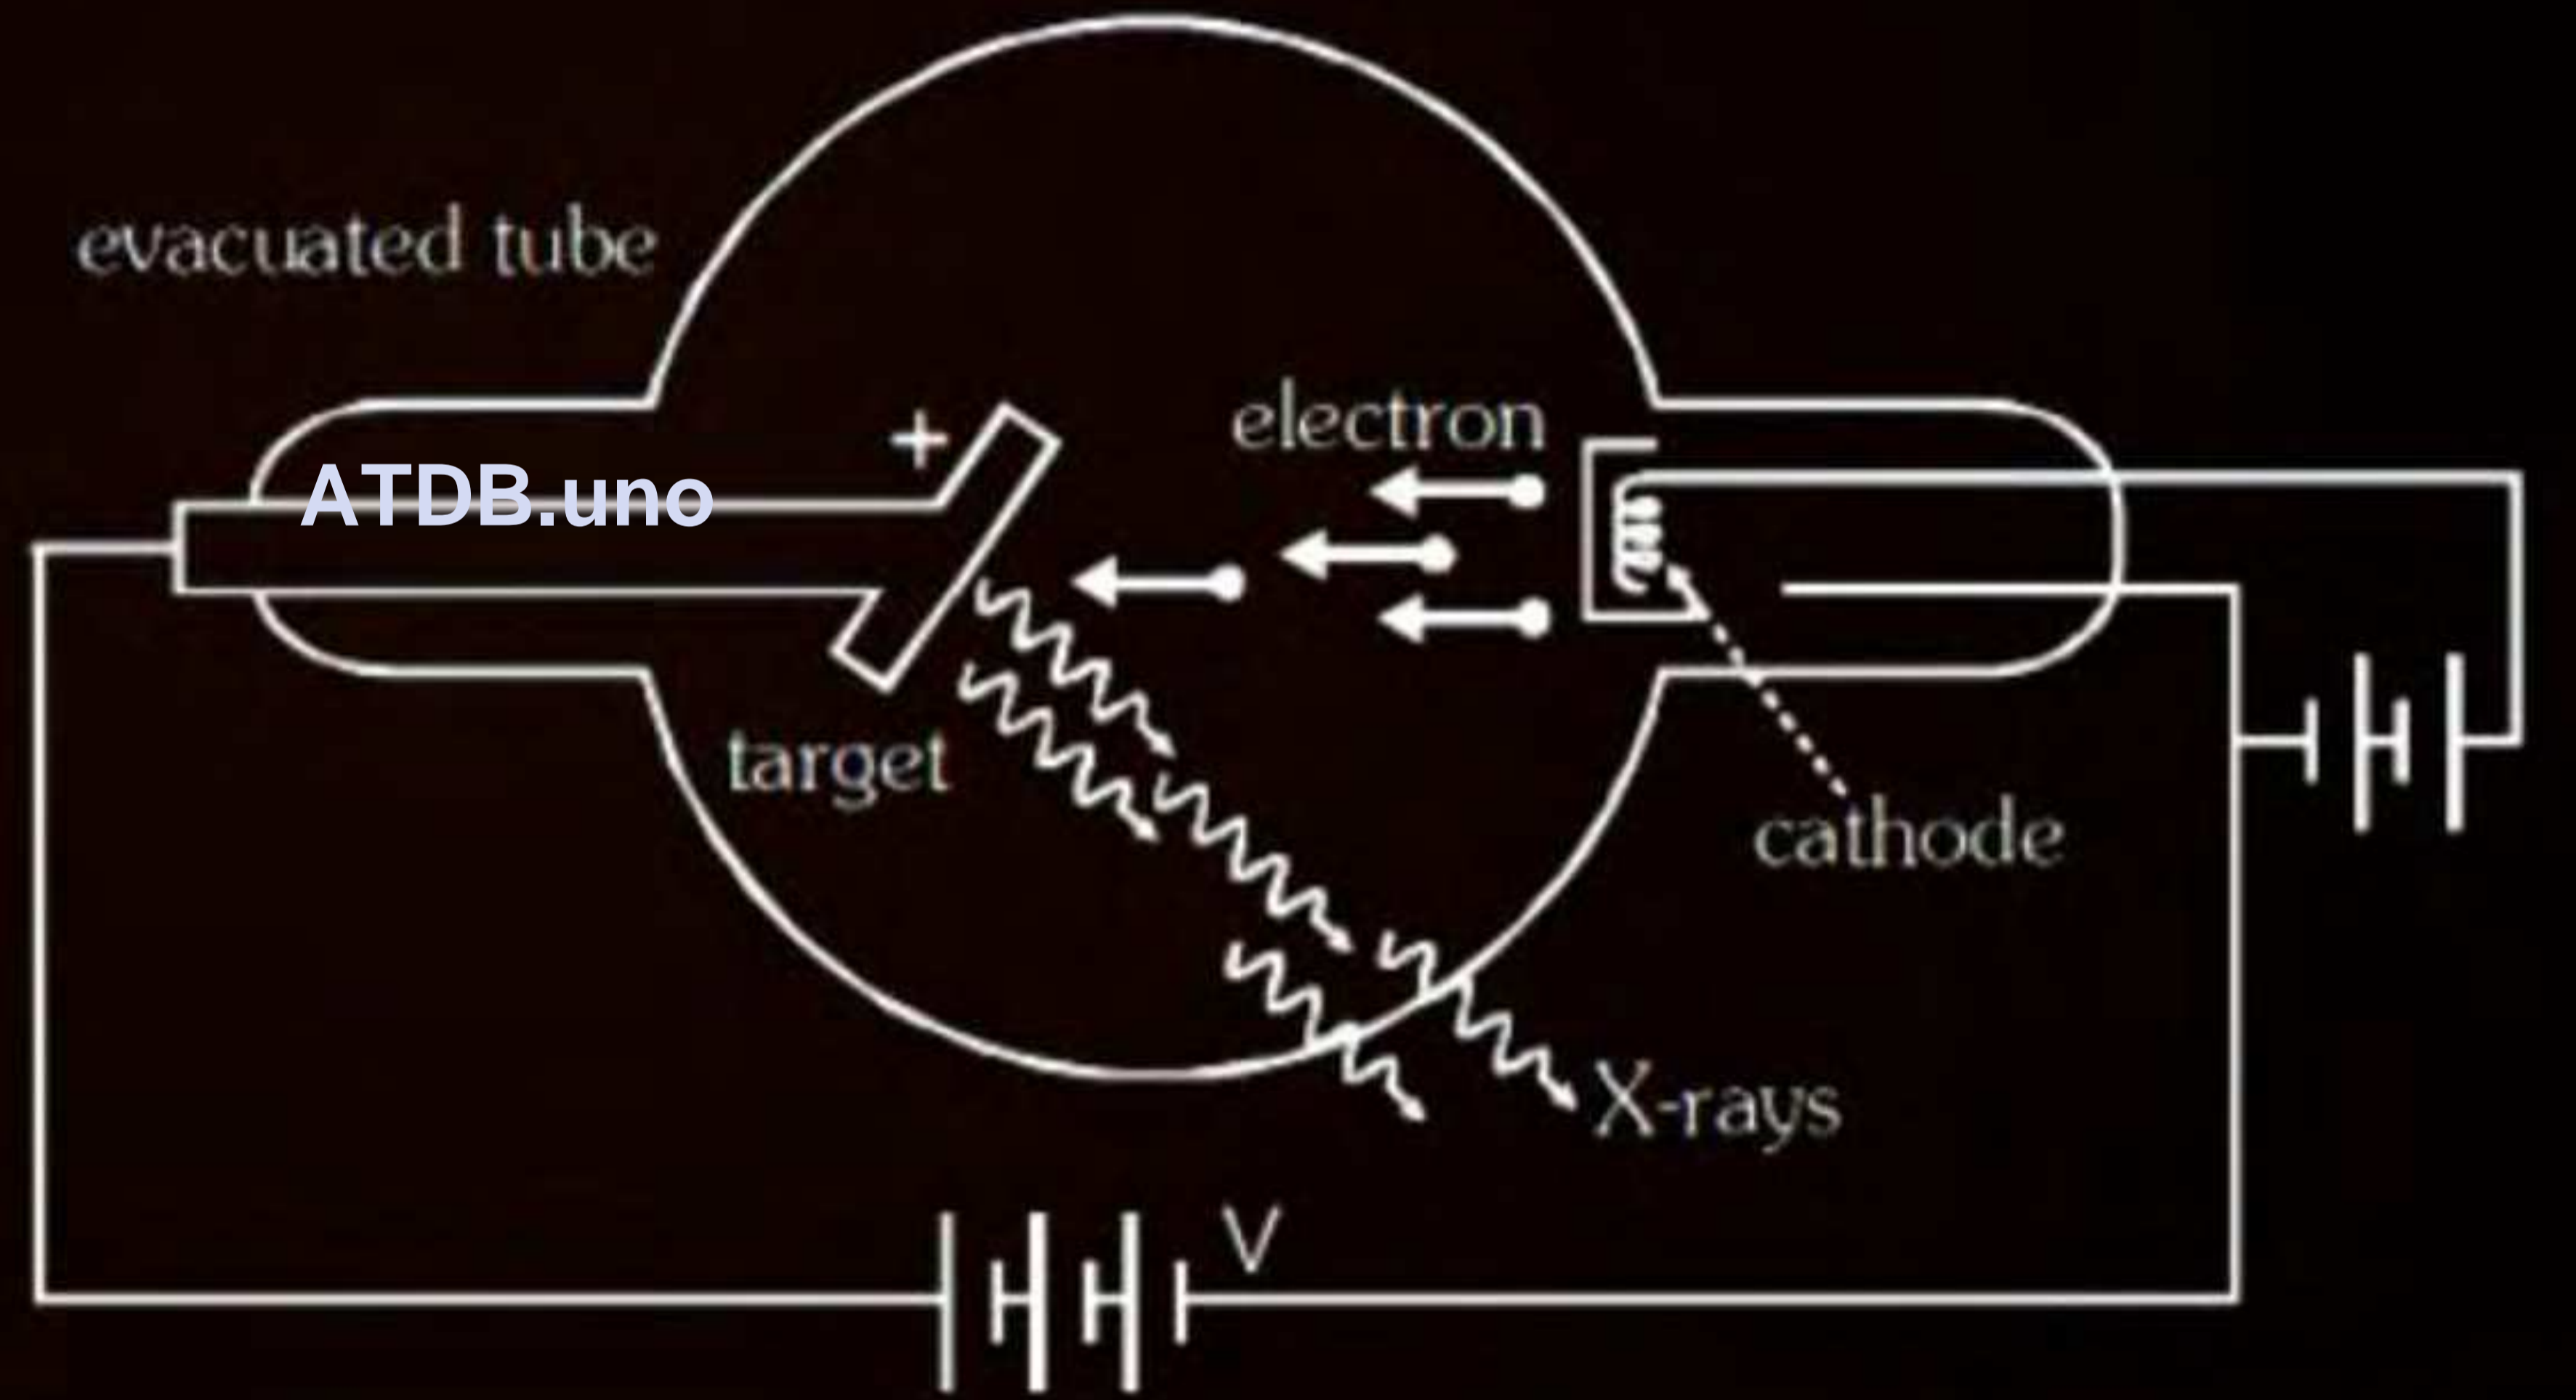 evacuated tube
+
electron
ATDB.uno
target
cathode
X-rays
V